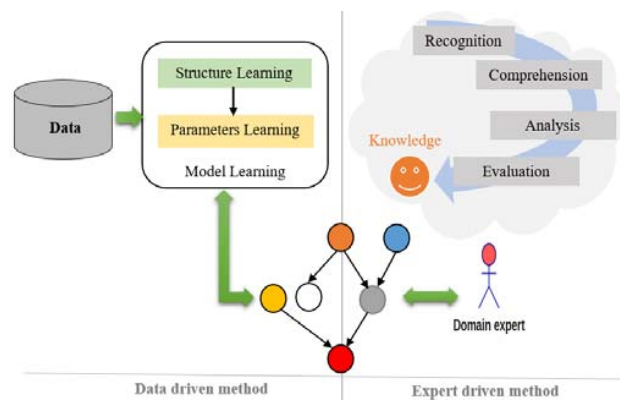 Recognition
Structure Learning
Comprehension
Data
Parameters Learning
Analysis
Knowledge
Model Learning
Evaluation
Domain expert
Data driven method
Expert driven method